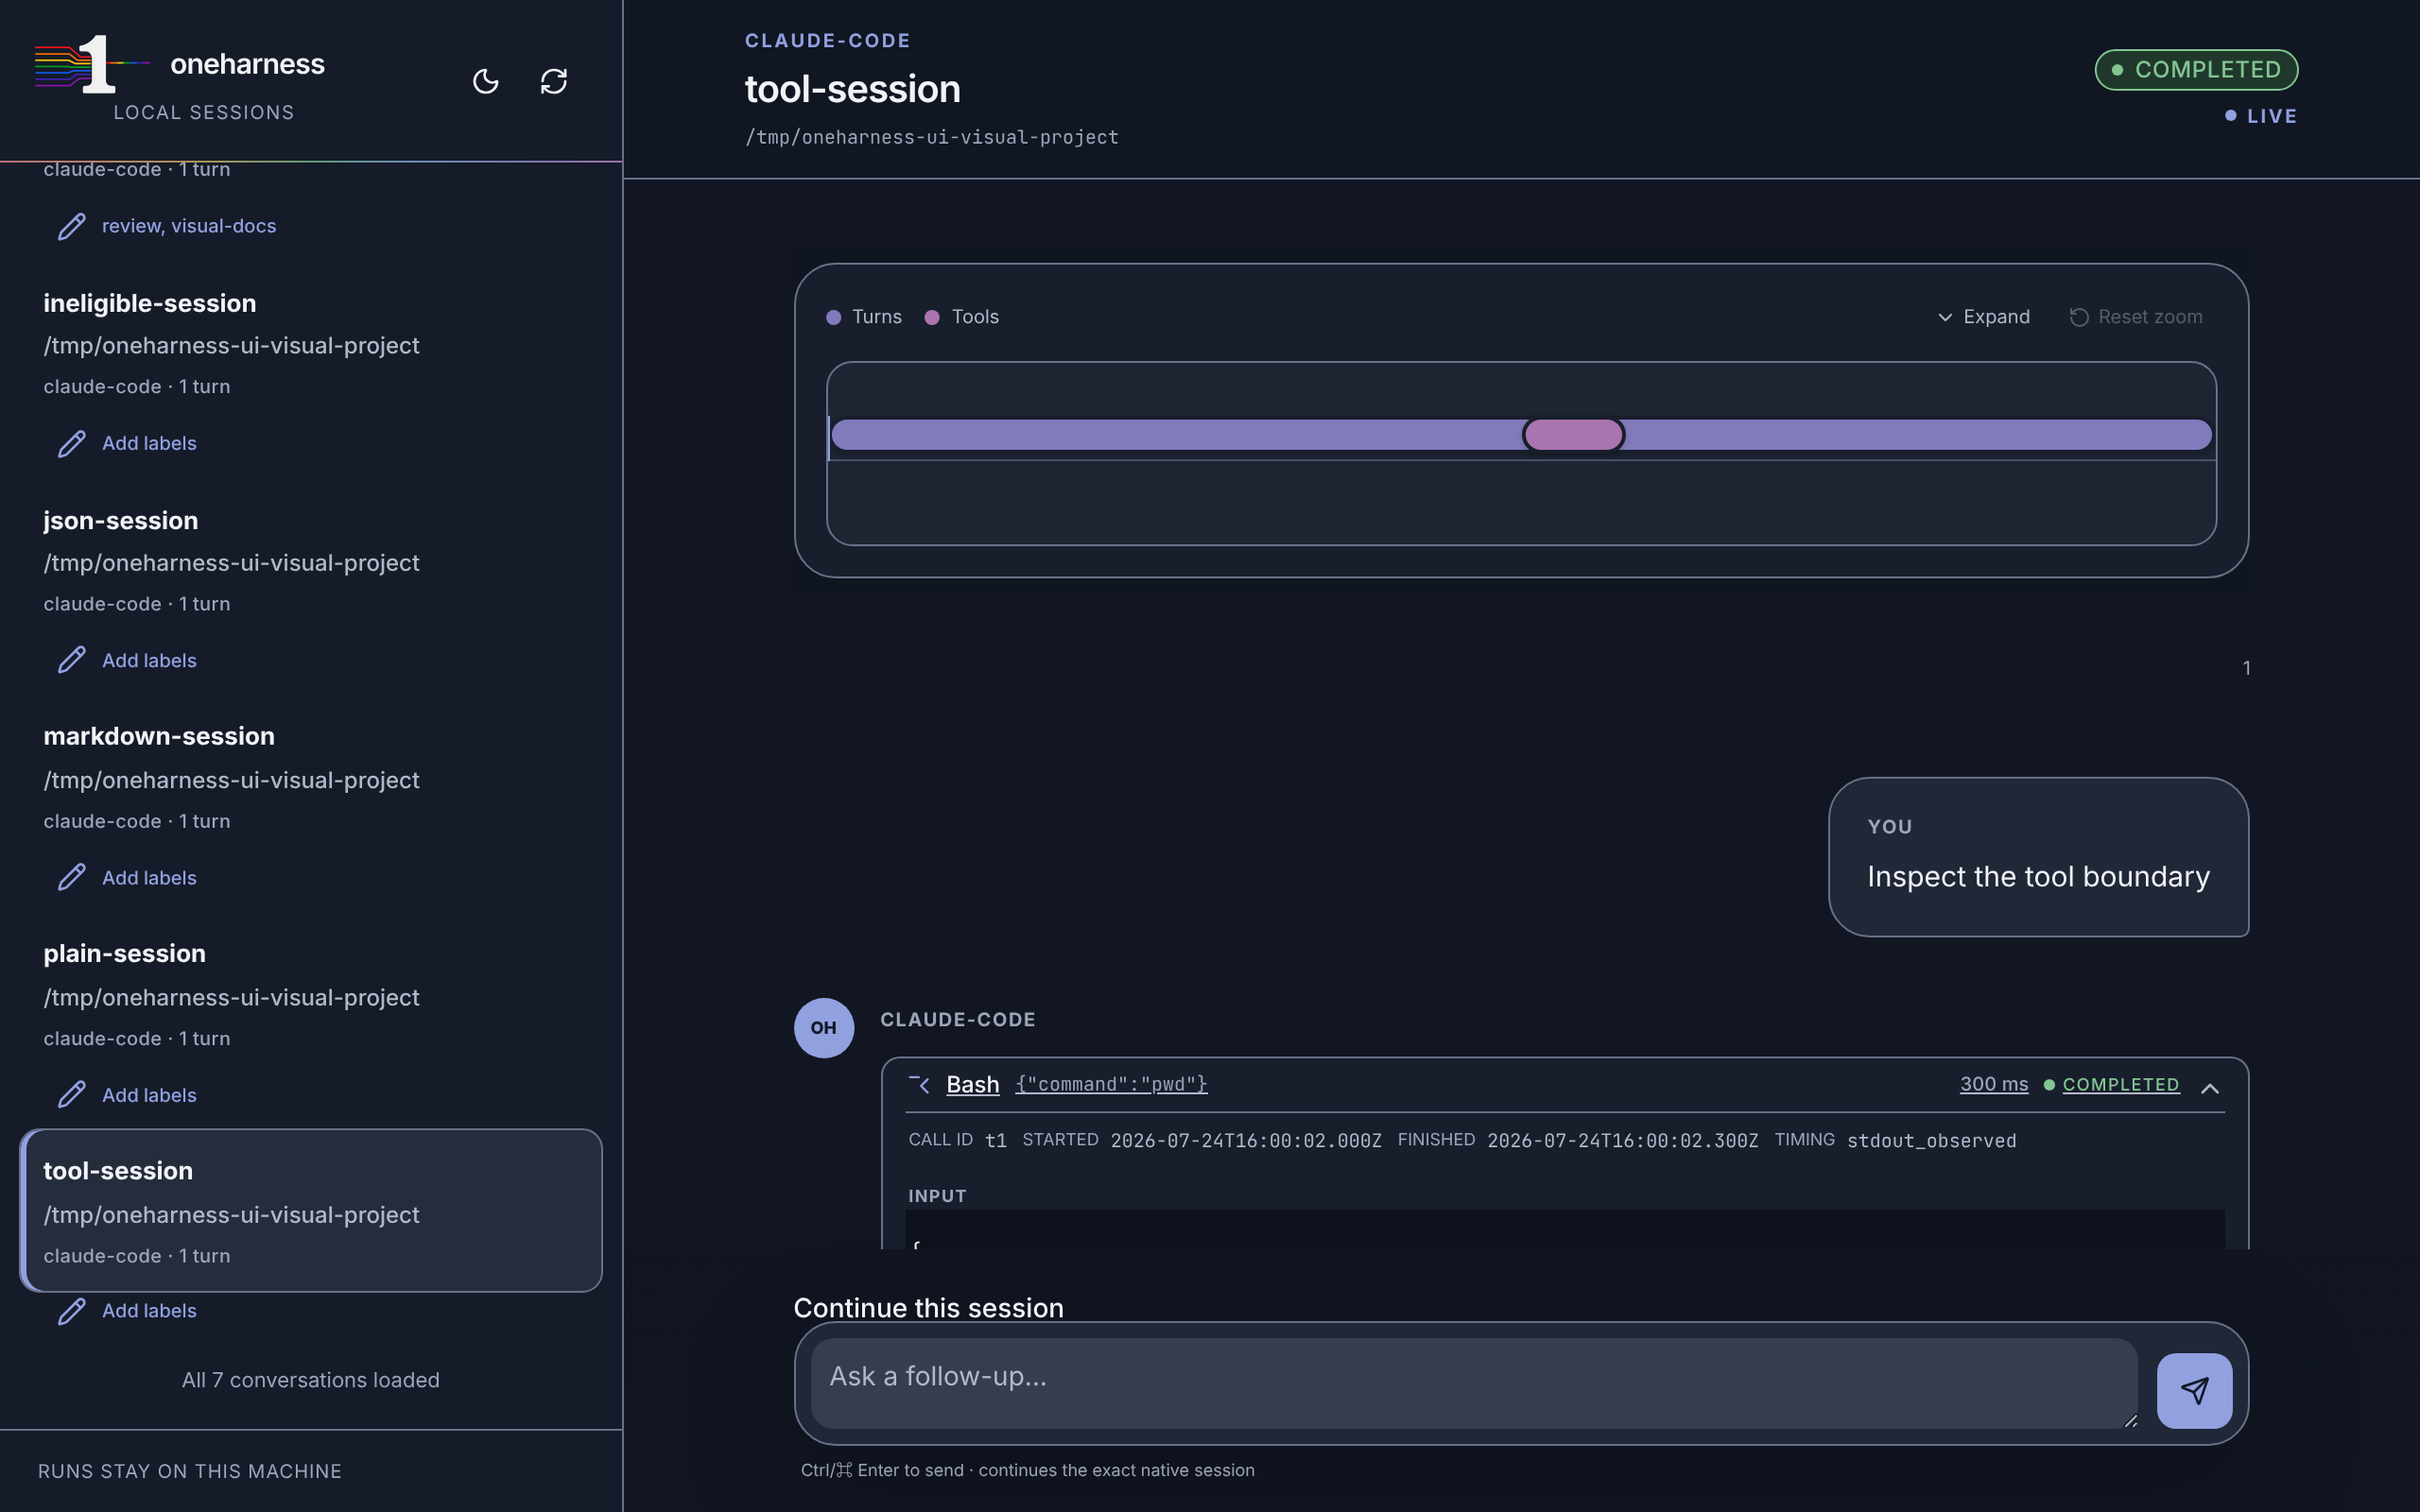 1 oneharness
LOCAL SESSIONS
claude-code · 1 turn
review, visual-docs
ineligible-session
/tmp/oneharness-ui-visual-project
claude-code · 1 turn
Add labels
json-session
/tmp/oneharness-ui-visual-project
claude-code · 1 turn
Add labels
markdown-session
/tmp/oneharness-ui-visual-project
claude-code · 1 turn
Add labels
plain-session
/tmp/oneharness-ui-visual-project
claude-code · 1 turn
Add labels
tool-session
/tmp/oneharness-ui-visual-project
claude-code · 1 turn
Add labels
All 7 conversations loaded
RUNS STAY ON THIS MACHINE
CLAUDE-CODE
tool-session
/tmp/oneharness-ui-visual-project
COMPLETED
LIVE
Turns Tools Expand Reset zoom
1
YOU
Inspect the tool boundary
OH CLAUDE-CODE
Bash {"command":"pwd"} 300 ms COMPLETED
CALL ID t1 STARTED 2026-07-24T16:00:02.000Z FINISHED 2026-07-24T16:00:02.300Z TIMING stdout_observed
INPUT
{
Continue this session
Ask a follow-up...
Ctrl/⌘ Enter to send · continues the exact native session